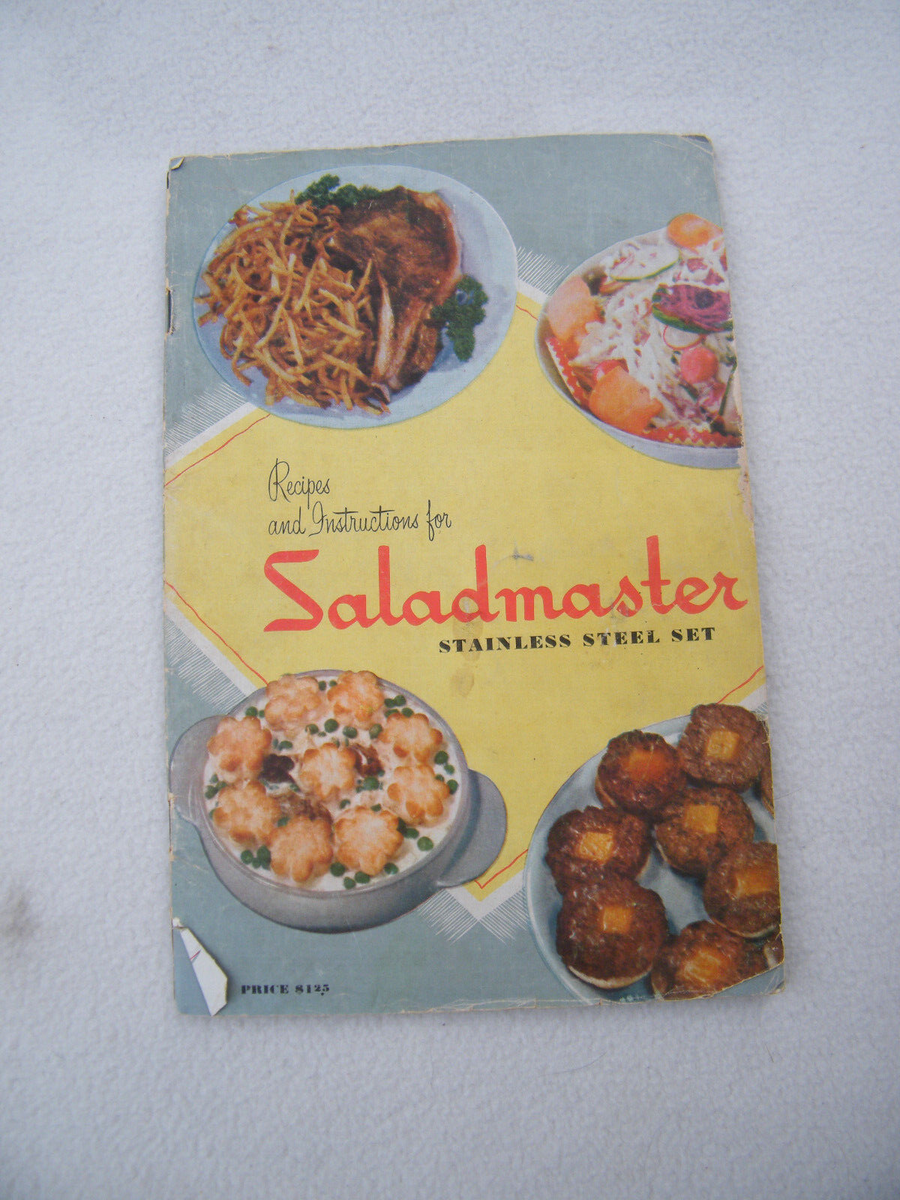 Recipes
and Instructions for
Saladmaster
STAINLESS STEEL SET
PRICE $125